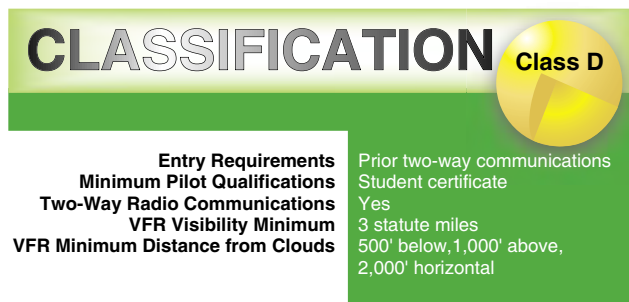 CLASSIFICATION
Class D
Entry Requirements Prior two-way communications
Minimum Pilot Qualifications Student certificate
Two-Way Radio Communications Yes
VFR Visibility Minimum 3 statute miles
VFR Minimum Distance from Clouds 500' below,1,000' above,
2,000' horizontal